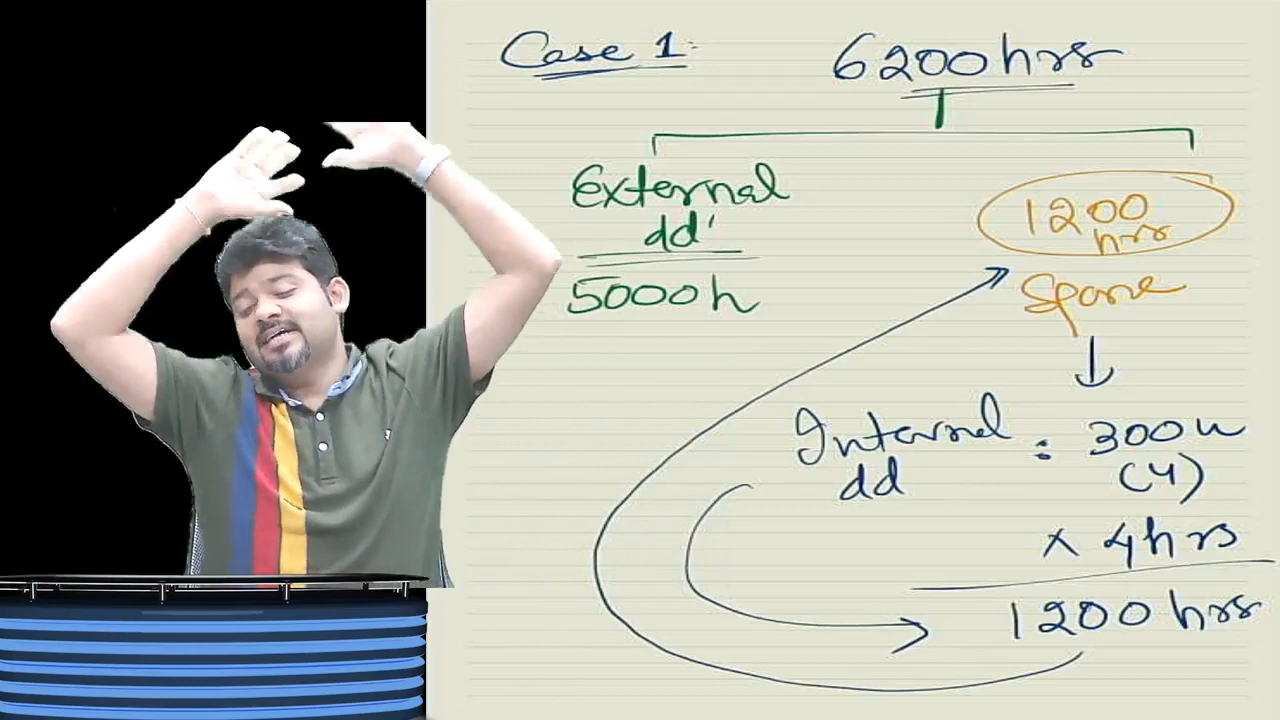 Case 1:
6200 hrs
External
dd'
5000 h
1200
hrs
Spare
Internal : 300 u
dd (4)
x 4 hrs
1200 hrs